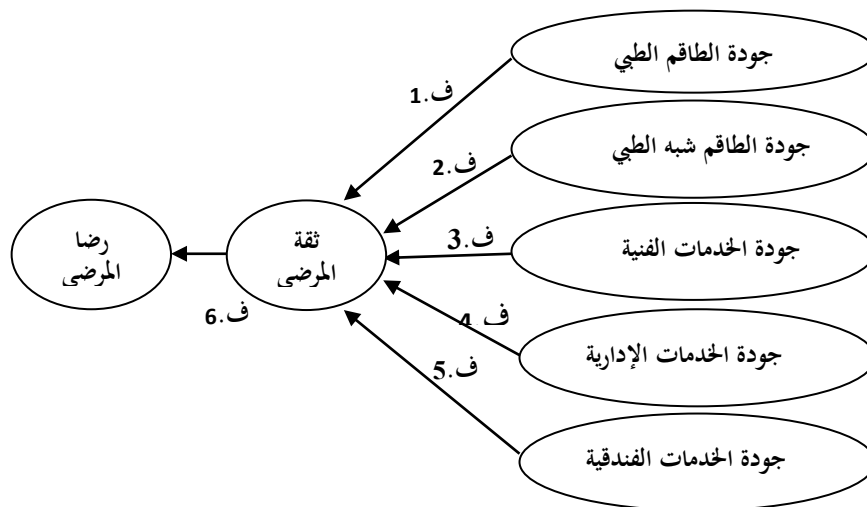 جودة الطاقم الطبي
ف.1
جودة الطاقم شبه الطبي
ف.2
جودة الخدمات الفنية
ف.3
ثقة
المرضى
رضا
المرضى
ف.6
ف.4
جودة الخدمات الإدارية
ف.5
جودة الخدمات الفندقية